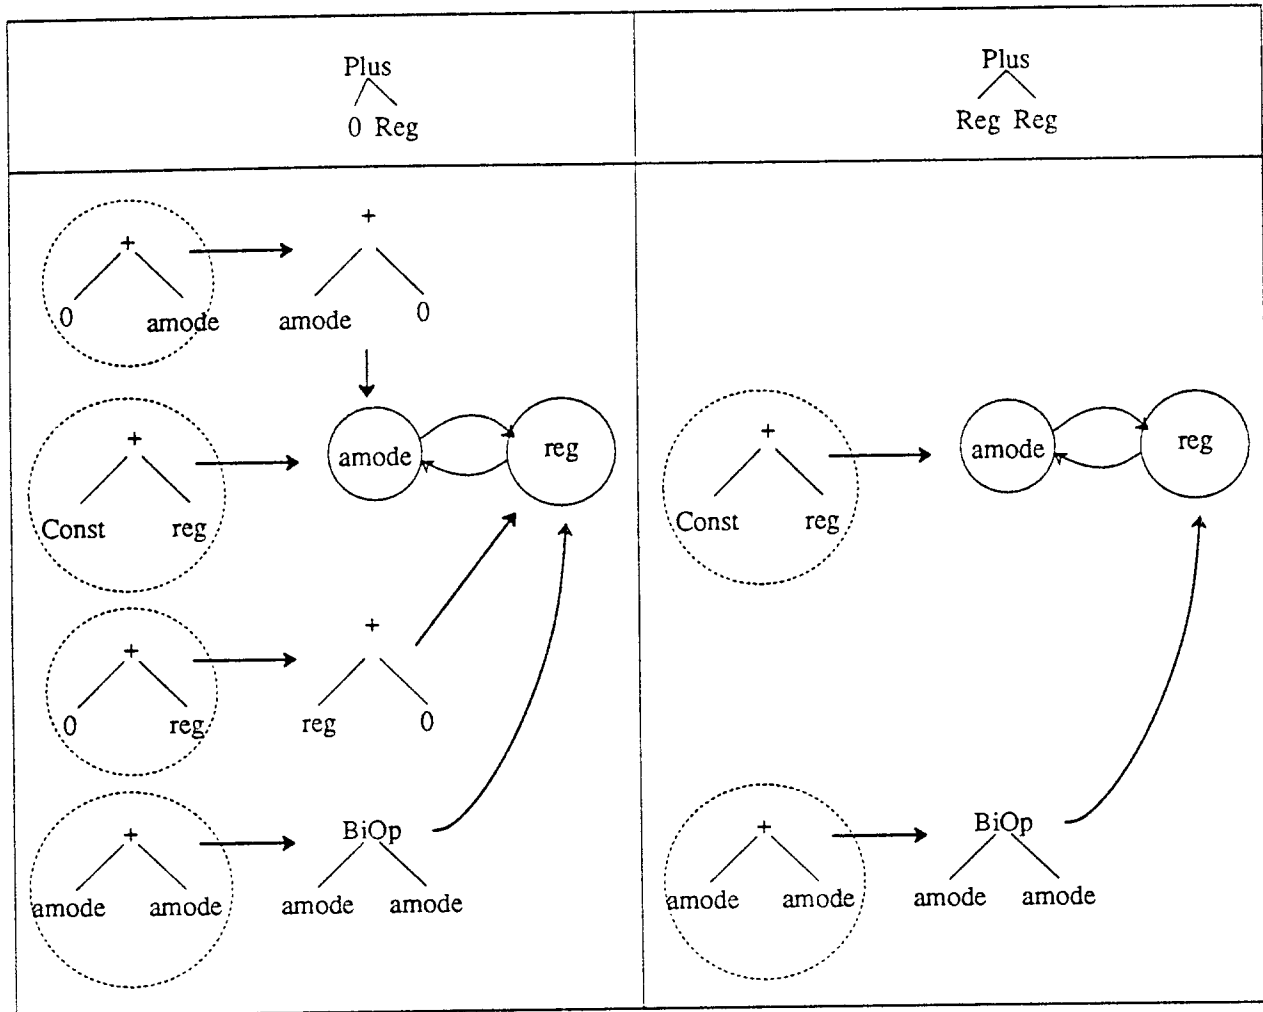 Plus
0 Reg
Plus
Reg Reg
+
0 amode
+
amode 0
+
Const reg
amode
reg
+
0 reg
+
reg 0
+
amode amode
BiOp
amode amode
+
Const reg
amode
reg
+
amode amode
BiOp
amode amode